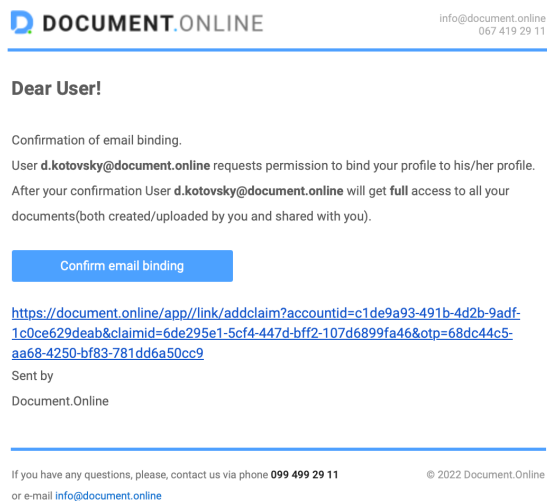 DOCUMENT.ONLINE
info@document.online
067 419 29 11
Dear User!
Confirmation of email binding.
User d.kotovsky@document.online requests permission to bind your profile to his/her profile.
After your confirmation User d.kotovsky@document.online will get full access to all your
documents(both created/uploaded by you and shared with you).
Confirm email binding
https://document.online/app//link/addclaim?accountid=c1de9a93-491b-4d2b-9adf-
1c0ce629deab&claimid=6de295e1-5cf4-447d-bff2-107d6899fa46&otp=68dc44c5-
aa68-4250-bf83-781dd6a50cc9
Sent by
Document.Online
If you have any questions, please, contact us via phone 099 499 29 11
© 2022 Document.Online
or e-mail info@document.online